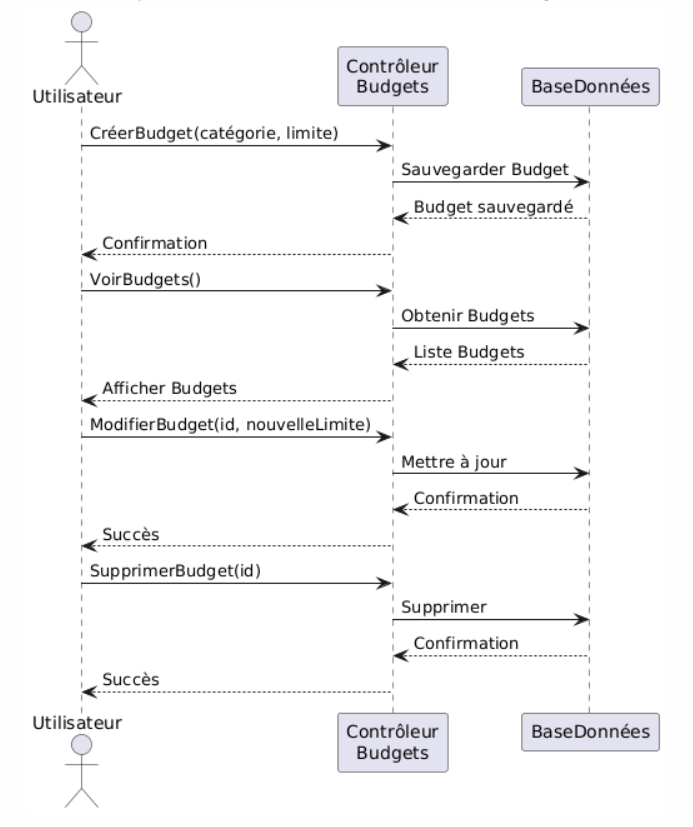 Utilisateur
Contrôleur
Budgets
BaseDonnées
CréerBudget(catégorie, limite)
Sauvegarder Budget
Budget sauvegardé
Confirmation
VoirBudgets()
Obtenir Budgets
Liste Budgets
Afficher Budgets
ModifierBudget(id, nouvelleLimite)
Mettre à jour
Confirmation
Succès
SupprimerBudget(id)
Supprimer
Confirmation
Succès
Utilisateur
Contrôleur
Budgets
BaseDonnées